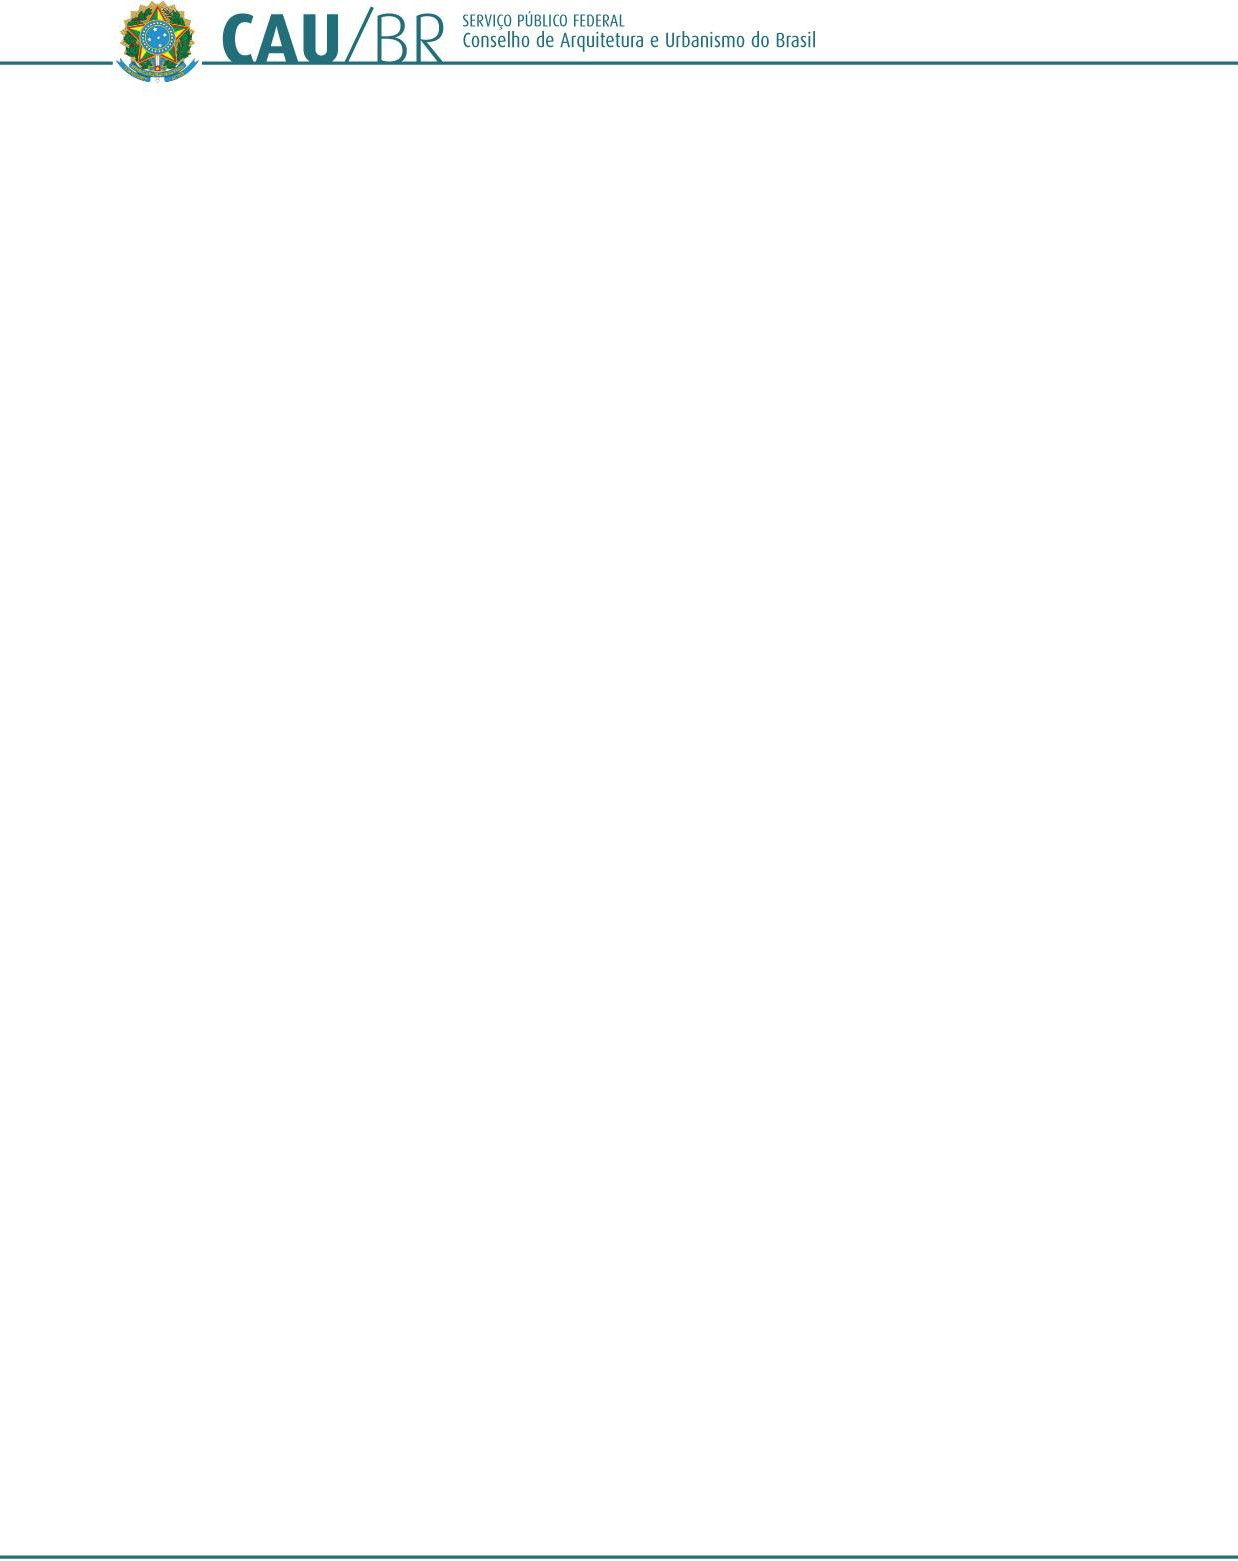 CAU/BR
SERVIÇO PÚBLICO FEDERAL
Conselho de Arquitetura e Urbanismo do Brasil